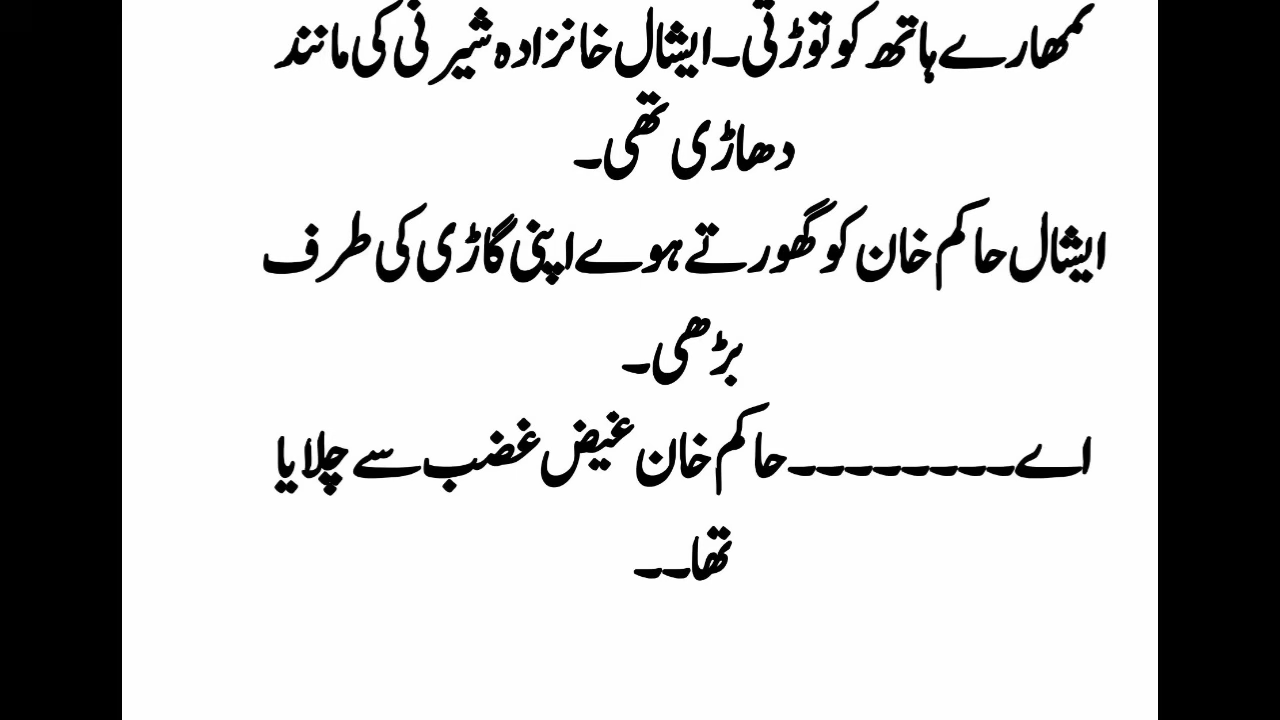 تمھارے ہاتھ کو توڑتی۔ ایشال خانزادہ شیرنی کی مانند
دھاڑی تھی۔
ایشال حاکم خان کو گھورتے ہوے اپنی گاڑی کی طرف
بڑھی۔
اے۔۔۔۔۔۔۔۔حاکم خان غیض غضب سے چلایا
تھا۔۔